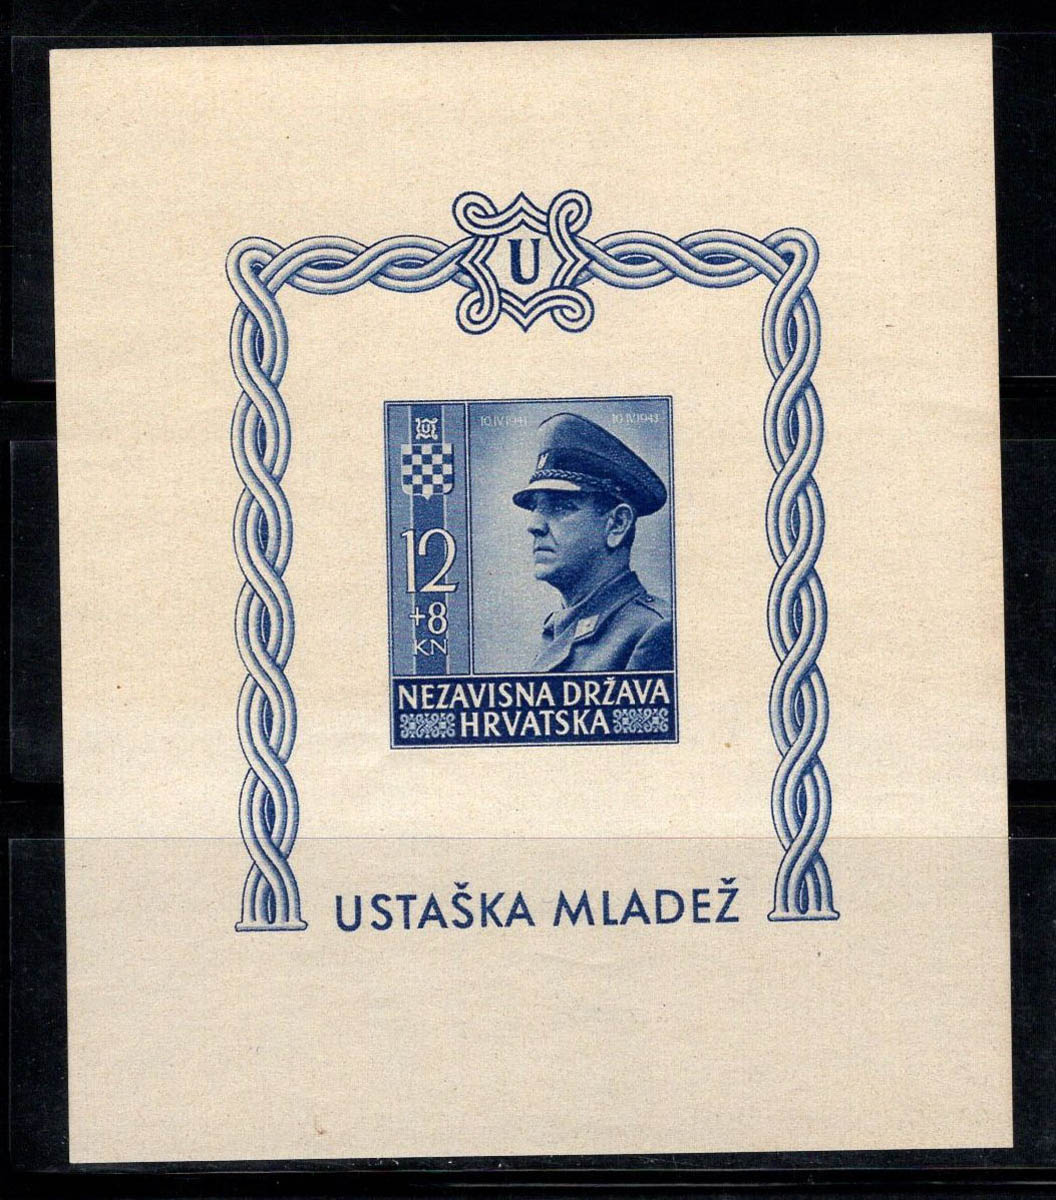 U
10.IV.1941 10.IV.1943
U
12
+8
KN
NEZAVISNA DRŽAVA
HRVATSKA
USTAŠKA MLADEŽ